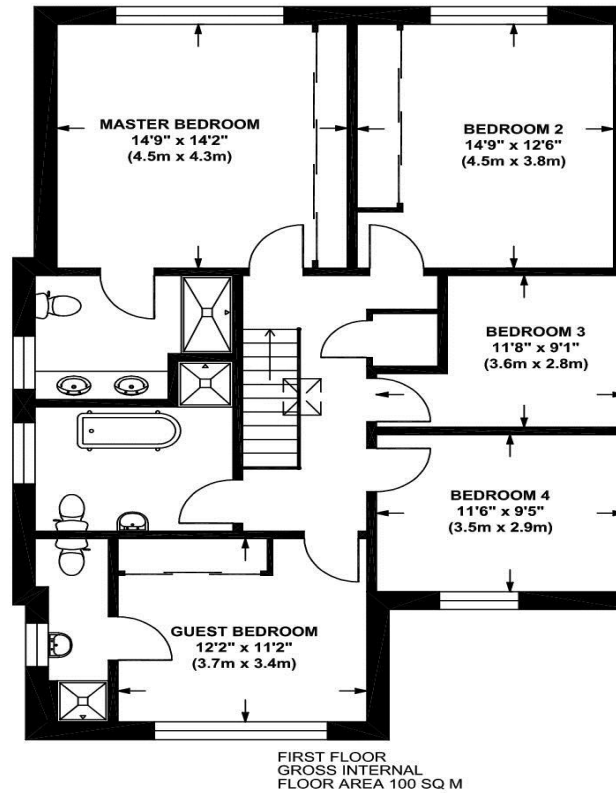 MASTER BEDROOM
14'9" x 14'2"
(4.5m x 4.3m)
BEDROOM 2
14'9" x 12'6"
(4.5m x 3.8m)
BEDROOM 3
11'8" x 9'1"
(3.6m x 2.8m)
BEDROOM 4
11'6" x 9'5"
(3.5m x 2.9m)
GUEST BEDROOM
12'2" x 11'2"
(3.7m x 3.4m)
FIRST FLOOR
GROSS INTERNAL
FLOOR AREA 100 SQ M